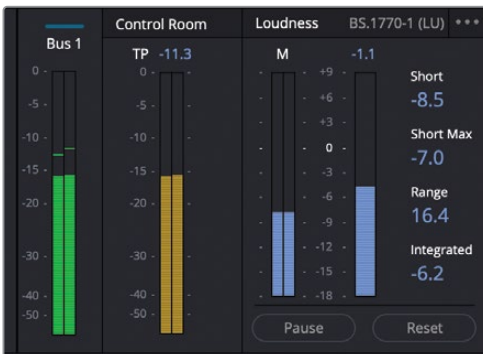 Control Room
Loudness
BS.1770-1 (LU)
Bus 1
TP -11.3
M
-1.1
0 -
-5 -
-10 -
-15 -
-20 -
-30 -
-40 -
-50 -
0 -
-5 -
-10 -
-15 -
-20 -
-30 -
-40 -
-50 -
+9
+6
+3
0
-3
-6
-9
-12
-15
-18
Short
-8.5
Short Max
-7.0
Range
16.4
Integrated
-6.2
Pause
Reset